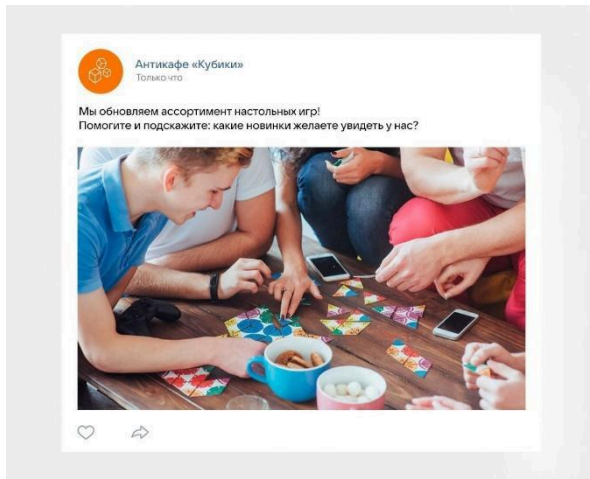 Антикафе «Кубики»
Только что
Мы обновляем ассортимент настольных игр!
Помогите и подскажите: какие новинки желаете увидеть у нас?